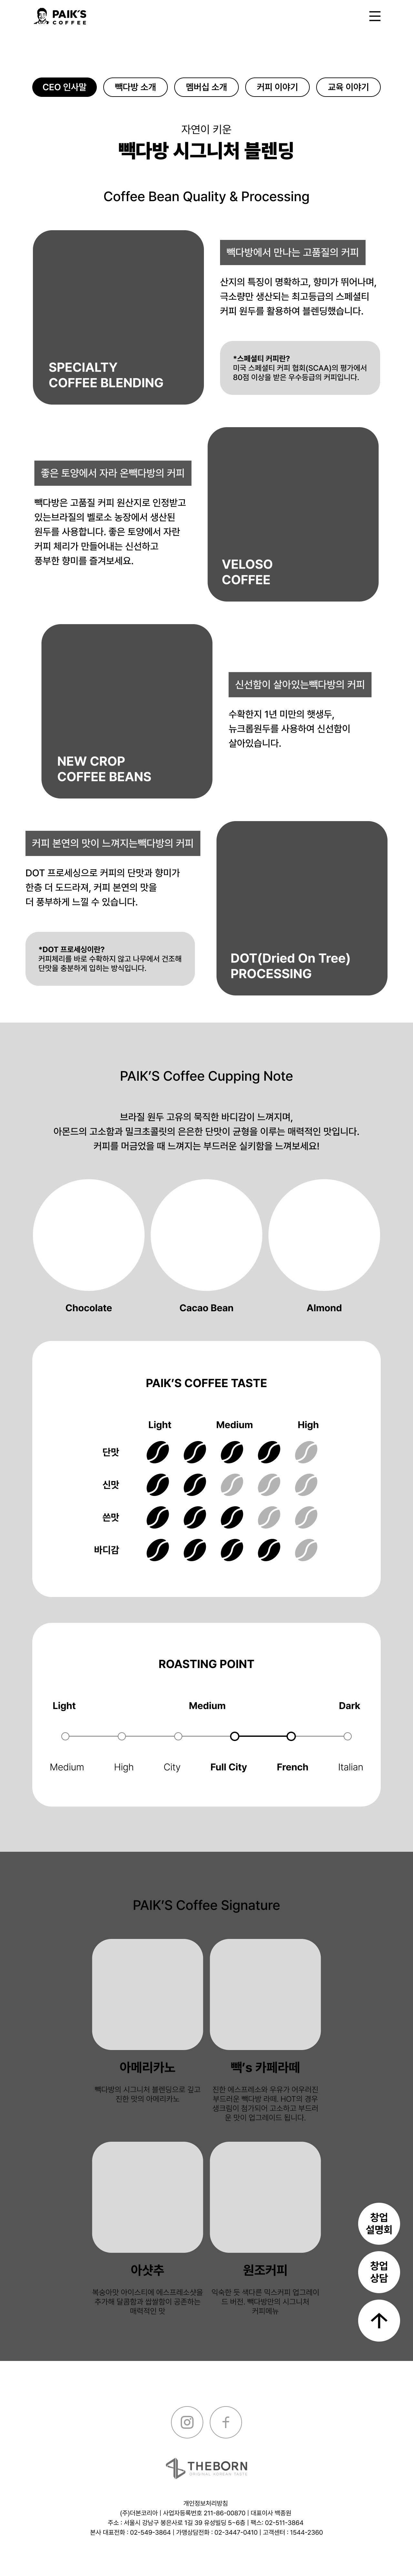 PAIK'S
COFFEE
CEO 인사말
빽다방 소개
멤버십 소개
커피 이야기
교육 이야기
자연이 키운
빽다방 시그니처 블렌딩
Coffee Bean Quality & Processing
SPECIALTY
COFFEE BLENDING
빽다방에서 만나는 고품질의 커피
산지의 특징이 명확하고, 향미가 뛰어나며,
극소량만 생산되는 최고등급의 스페셜티
커피 원두를 활용하여 블렌딩했습니다.
*스페셜티 커피란?
미국 스페셜티 커피 협회(SCAA)의 평가에서
80점 이상을 받은 우수등급의 커피입니다.
좋은 토양에서 자라 온빽다방의 커피
빽다방은 고품질 커피 원산지로 인정받고
있는브라질의 벨로소 농장에서 생산된
원두를 사용합니다. 좋은 토양에서 자란
커피 체리가 만들어내는 신선하고
풍부한 향미를 즐겨보세요.
VELOSO
COFFEE
NEW CROP
COFFEE BEANS
신선함이 살아있는빽다방의 커피
수확한지 1년 미만의 햇생두,
뉴크롭원두를 사용하여 신선함이
살아있습니다.
커피 본연의 맛이 느껴지는빽다방의 커피
DOT 프로세싱으로 커피의 단맛과 향미가
한층 더 도드라져, 커피 본연의 맛을
더 풍부하게 느낄 수 있습니다.
*DOT 프로세싱이란?
커피체리를 바로 수확하지 않고 나무에서 건조해
단맛을 충분하게 입히는 방식입니다.
DOT(Dried On Tree)
PROCESSING
PAIK'S Coffee Cupping Note
브라질 원두 고유의 묵직한 바디감이 느껴지며,
아몬드의 고소함과 밀크초콜릿의 은은한 단맛이 균형을 이루는 매력적인 맛입니다.
커피를 머금었을 때 느껴지는 부드러운 실키함을 느껴보세요!
Chocolate
Cacao Bean
Almond
PAIK'S COFFEE TASTE
Light
Medium
High
단맛
신맛
쓴맛
바디감
ROASTING POINT
Light
Medium
Dark
Medium
High
City
Full City
French
Italian
PAIK'S Coffee Signature
아메리카노
빽다방의 시그니처 블렌딩으로 깊고
진한 맛의 아메리카노
빽's 카페라떼
진한 에스프레소와 우유가 어우러진
부드러운 빽다방 라떼. HOT의 경우
생크림이 첨가되어 고소하고 부드러
운 맛이 업그레이드 됩니다.
아샷추
복숭아맛 아이스티에 에스프레소샷을
추가해 달콤함과 쌉쌀함이 공존하는
매력적인 맛
원조커피
익숙한 듯 색다른 믹스커피 업그레이
드 버전. 빽다방만의 시그니처
커피메뉴
창업
설명회
창업
상담
THEBORN
개인정보처리방침
(주)더본코리아 | 사업자등록번호 211-86-00870 | 대표이사 백종원
주소 : 서울시 강남구 봉은사로 1길 39 유성빌딩 5~6층 | 팩스: 02-511-3864
본사 대표전화 : 02-549-3864 | 가맹상담전화 : 02-3447-0410 | 고객센터 : 1544-2360